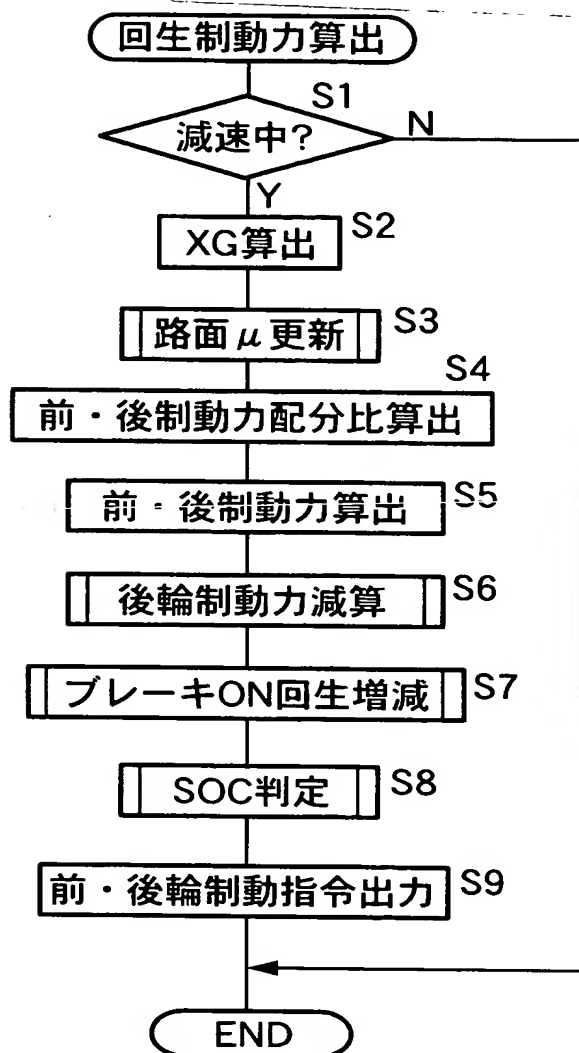 回生制動力算出
S1
減速中?
N
Y
XG算出
S2
路面μ更新
S3
S4
前・後制動力配分比算出
前・後制動力算出
S5
後輪制動力減算
S6
ブレーキON回生増減
S7
SOC判定
S8
前・後輪制動指令出力
S9
END